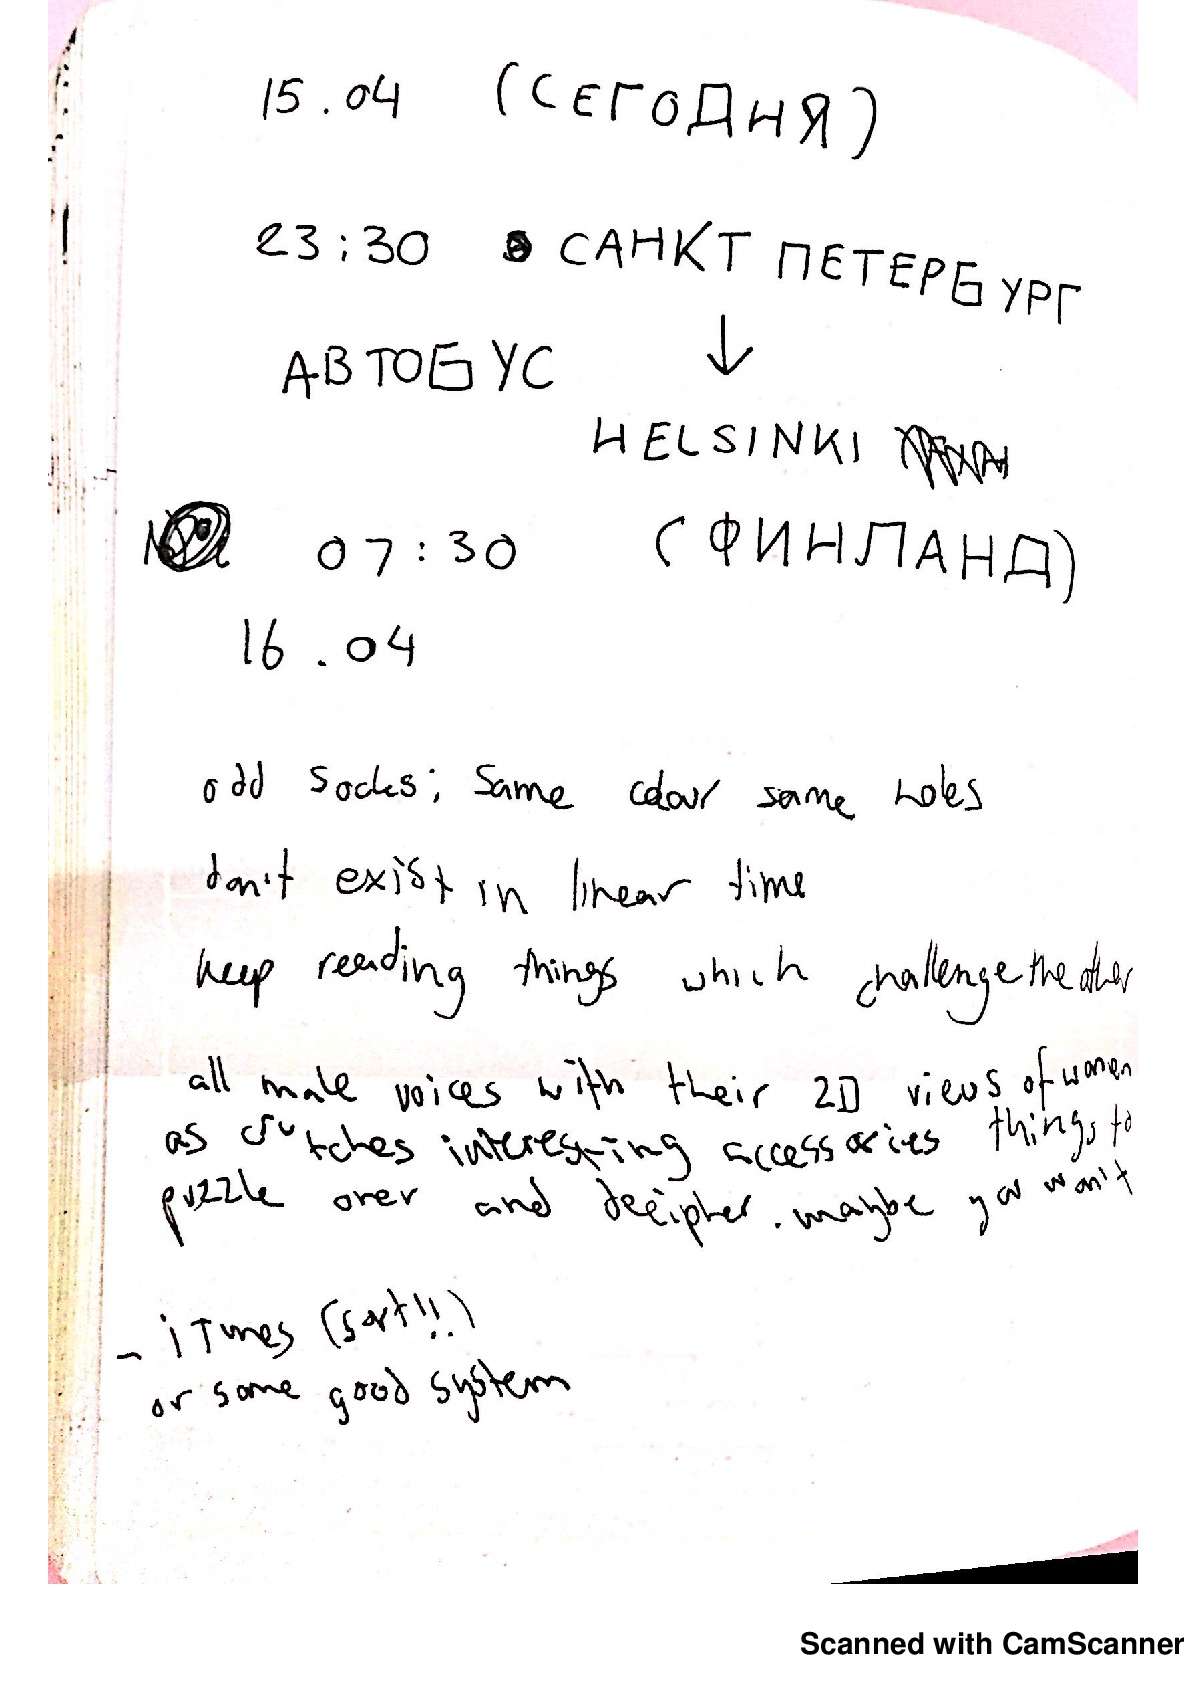 15.04 (СЕГОДНЯ)
23:30 САНКТ ПЕТЕРБУРГ
АВТОБУС ↓
HELSINKI
07:30 (ФИНЛАНД)
16.04
odd socks; same colour same holes
don't exist in linear time
keep reading things which challenge the other
all male voices with their 2D views of women
as crutches interesting accessories things to
puzzle over and decipher. maybe you won't
- iTunes (sort!!)
or some good system
Scanned with CamScanner